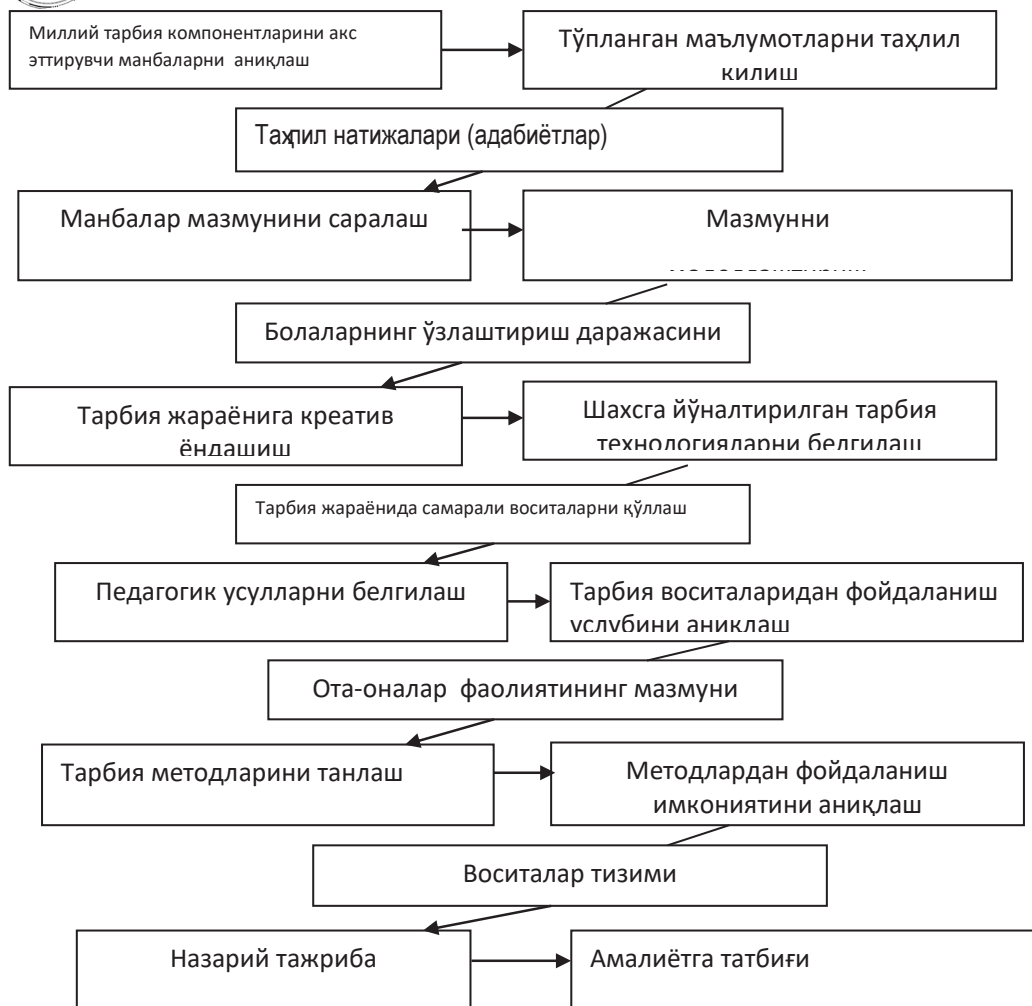 Миллий тарбия компонентларини акс
эттирувчи манбаларни аниқлаш
Тўпланган маълумотларни таҳлил
килиш
Таҳлил натижалари (адабиётлар)
Манбалар мазмунини саралаш
Мазмунни
Болаларнинг ўзлаштириш даражасини
Тарбия жараёнига креатив
ёндашиш
Шахсга йўналтирилган тарбия
технологияларни белгилаш
Тарбия жараёнида самарали воситаларни қўллаш
Педагогик усулларни белгилаш
Тарбия воситаларидан фойдаланиш
услубини аниклаш
Ота-оналар фаолиятининг мазмуни
Тарбия методларини танлаш
Методлардан фойдаланиш
имкониятини аниқлаш
Воситалар тизими
Назарий тажриба
Амалиётга татбиғи